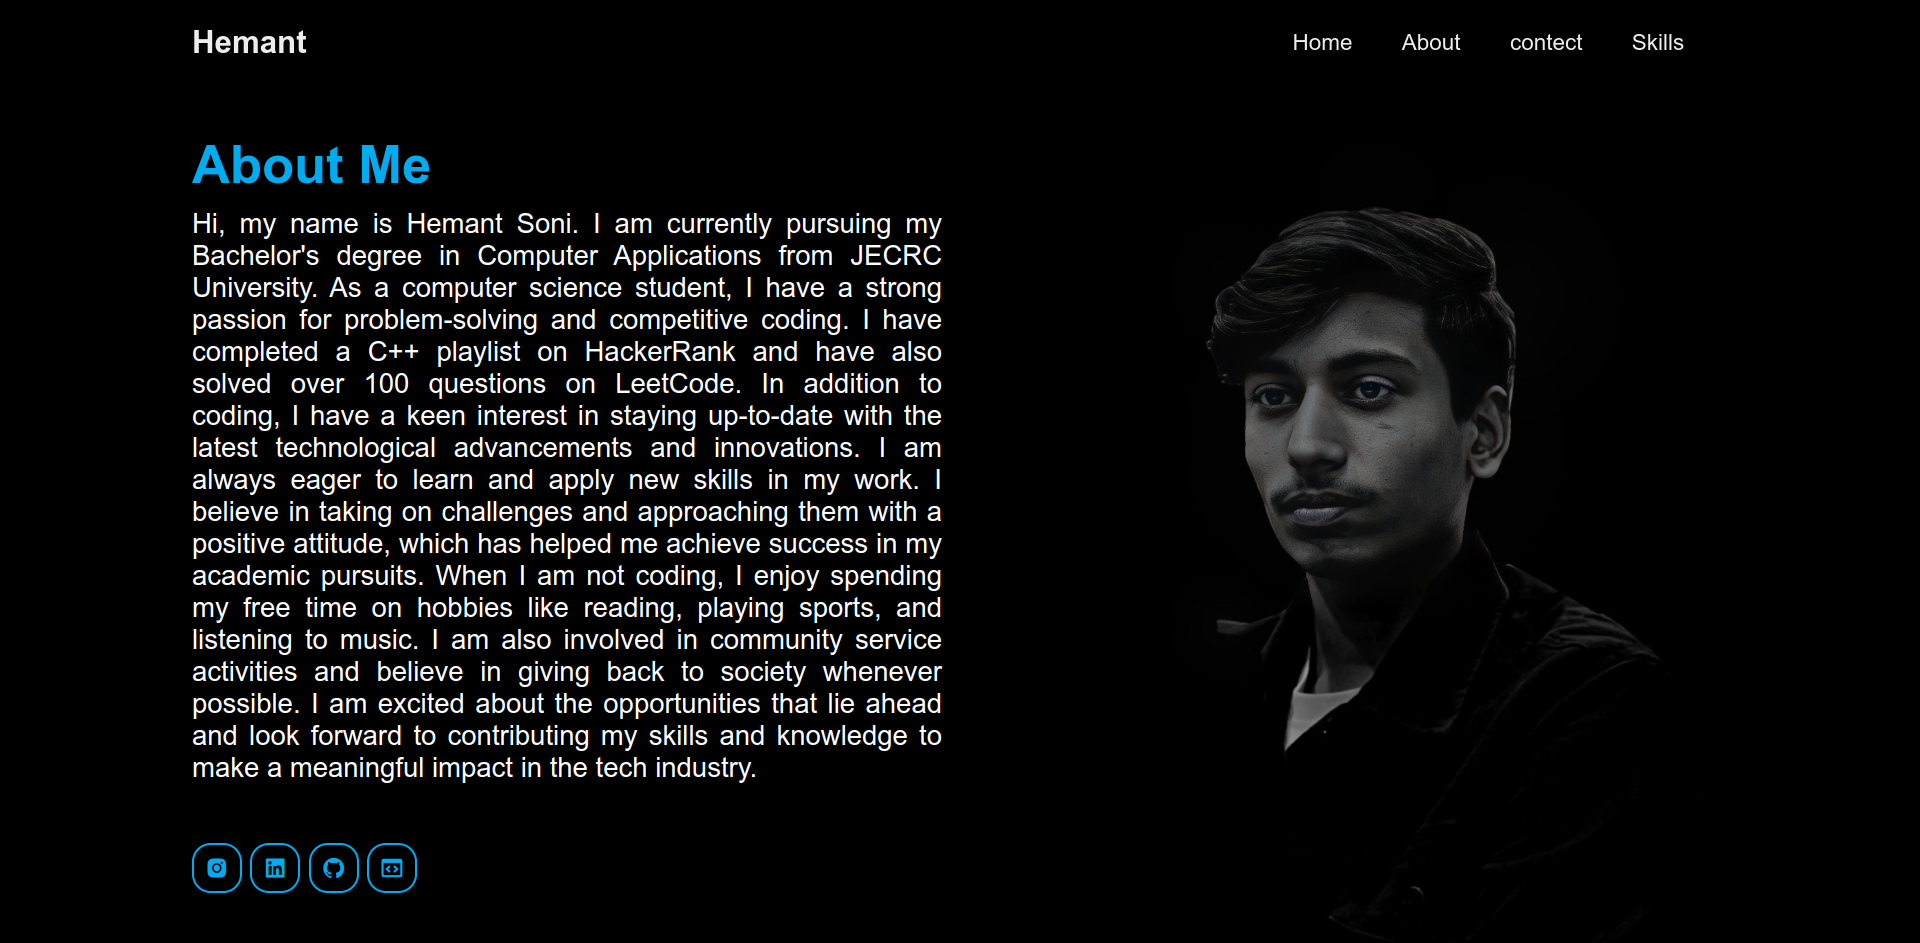 Hemant
Home About contect Skills
About Me
Hi, my name is Hemant Soni. I am currently pursuing my
Bachelor's degree in Computer Applications from JECRC
University. As a computer science student, I have a strong
passion for problem-solving and competitive coding. I have
completed a C++ playlist on HackerRank and have also
solved over 100 questions on LeetCode. In addition to
coding, I have a keen interest in staying up-to-date with the
latest technological advancements and innovations. I am
always eager to learn and apply new skills in my work. I
believe in taking on challenges and approaching them with a
positive attitude, which has helped me achieve success in my
academic pursuits. When I am not coding, I enjoy spending
my free time on hobbies like reading, playing sports, and
listening to music. I am also involved in community service
activities and believe in giving back to society whenever
possible. I am excited about the opportunities that lie ahead
and look forward to contributing my skills and knowledge to
make a meaningful impact in the tech industry.